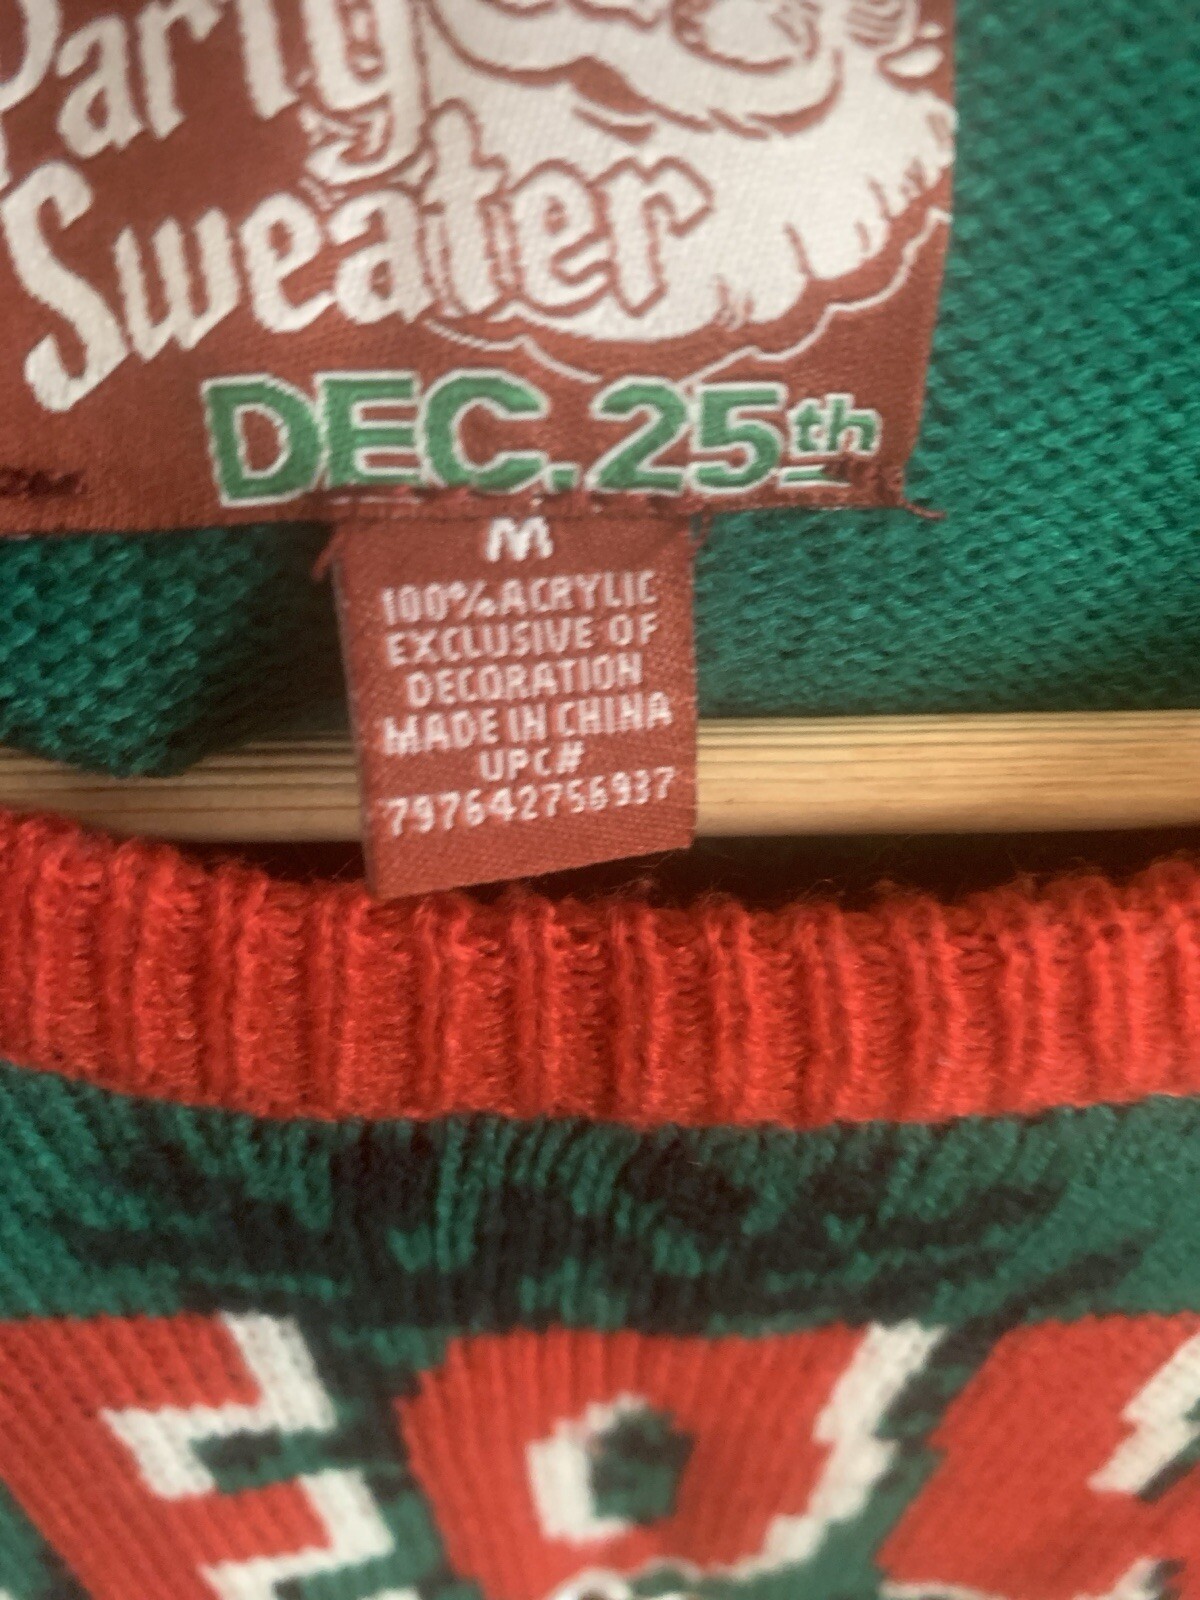 Party
Sweater
DEC. 25th
M
100% ACRYLIC
EXCLUSIVE OF
DECORATION
MADE IN CHINA
UPC#
797642756937